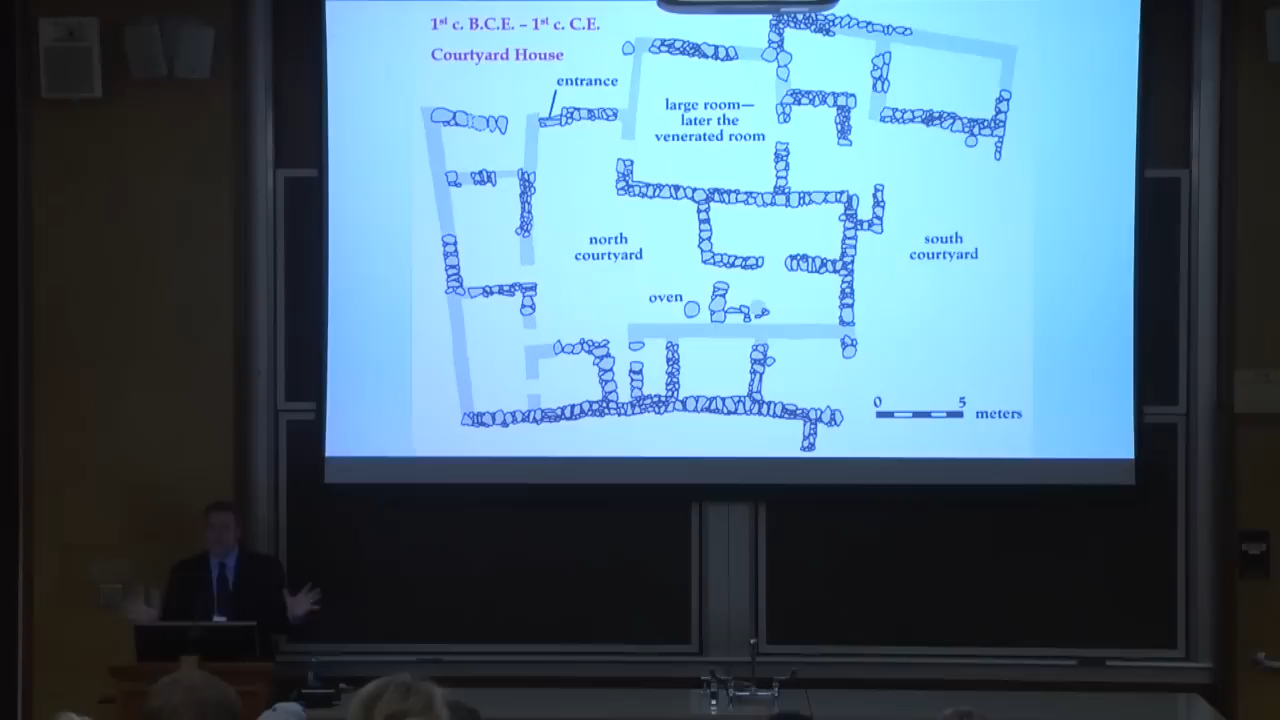 1st c. B.C.E. – 1st c. C.E.
Courtyard House
entrance
large room—
later the
venerated room
north
courtyard
south
courtyard
oven
0 5
meters